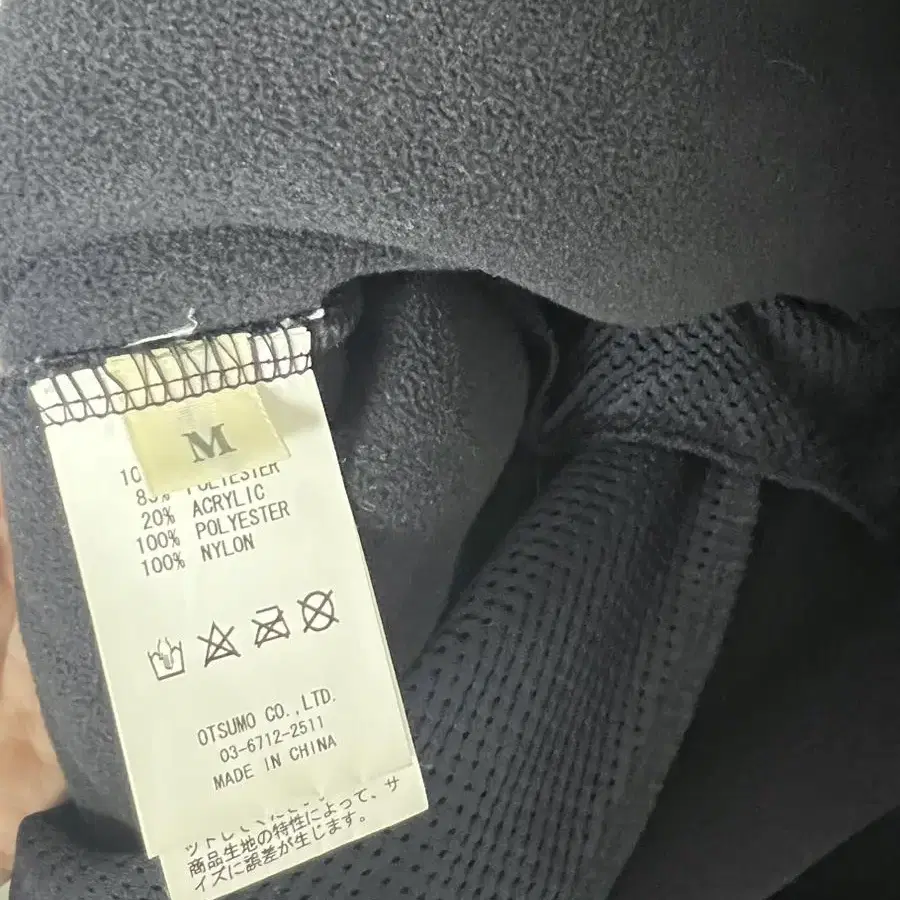 M
POLYESTER
20% ACRYLIC
100% POLYESTER
100% NYLON
OTSUMO CO.,LTD.
03-6712-2511
MADE IN CHINA
商品生地の特性によって、サ
イズに誤差が生じます。